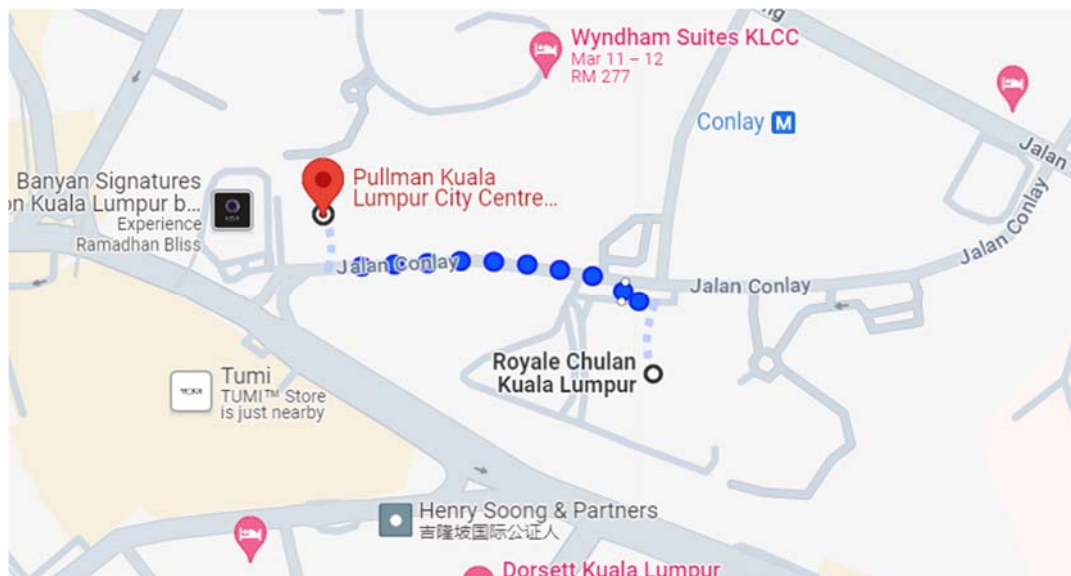 ng
Wyndham Suites KLCC
Mar 11 – 12
RM 277
Conlay M
Jalan
Banyan Signatures
on Kuala Lumpur b...
Experience
Ramadhan Bliss
Pullman Kuala
Lumpur City Centre...
Jalan Conlay
Jalan Conlay
Jalan Conlay
Royale Chulan
Kuala Lumpur
TUMI
Tumi
TUMI™ Store
is just nearby
Henry Soong & Partners
吉隆坡国际公证人
Dorsett Kuala Lumpur